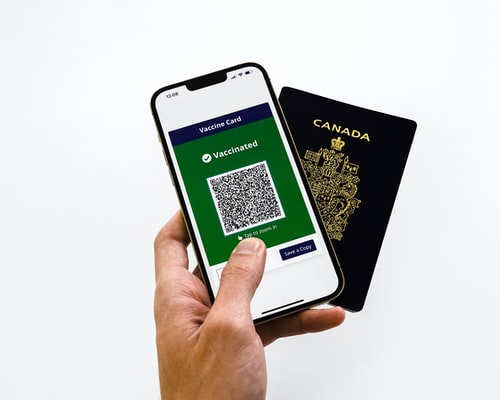 12:08
Vaccine Card
Vaccinated
Tap to zoom in
Save a Copy
CANADA